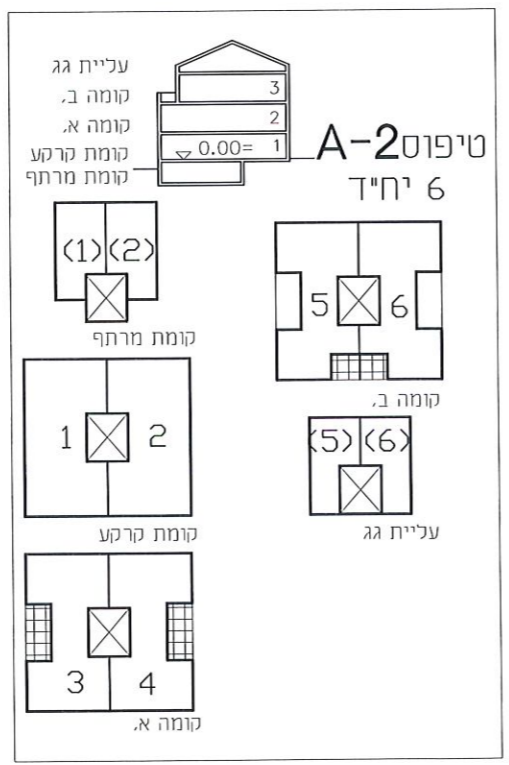 עליית גג
קומה ב,
קומה א,
קומת קרקע
קומת מרתף
3
2
0.00= 1
טיפוס A-2
6 יח"ד
(1) (2)
קומת מרתף
5 6
קומה ב,
1 2
קומת קרקע
(5) (6)
עליית גג
3 4
קומה א,